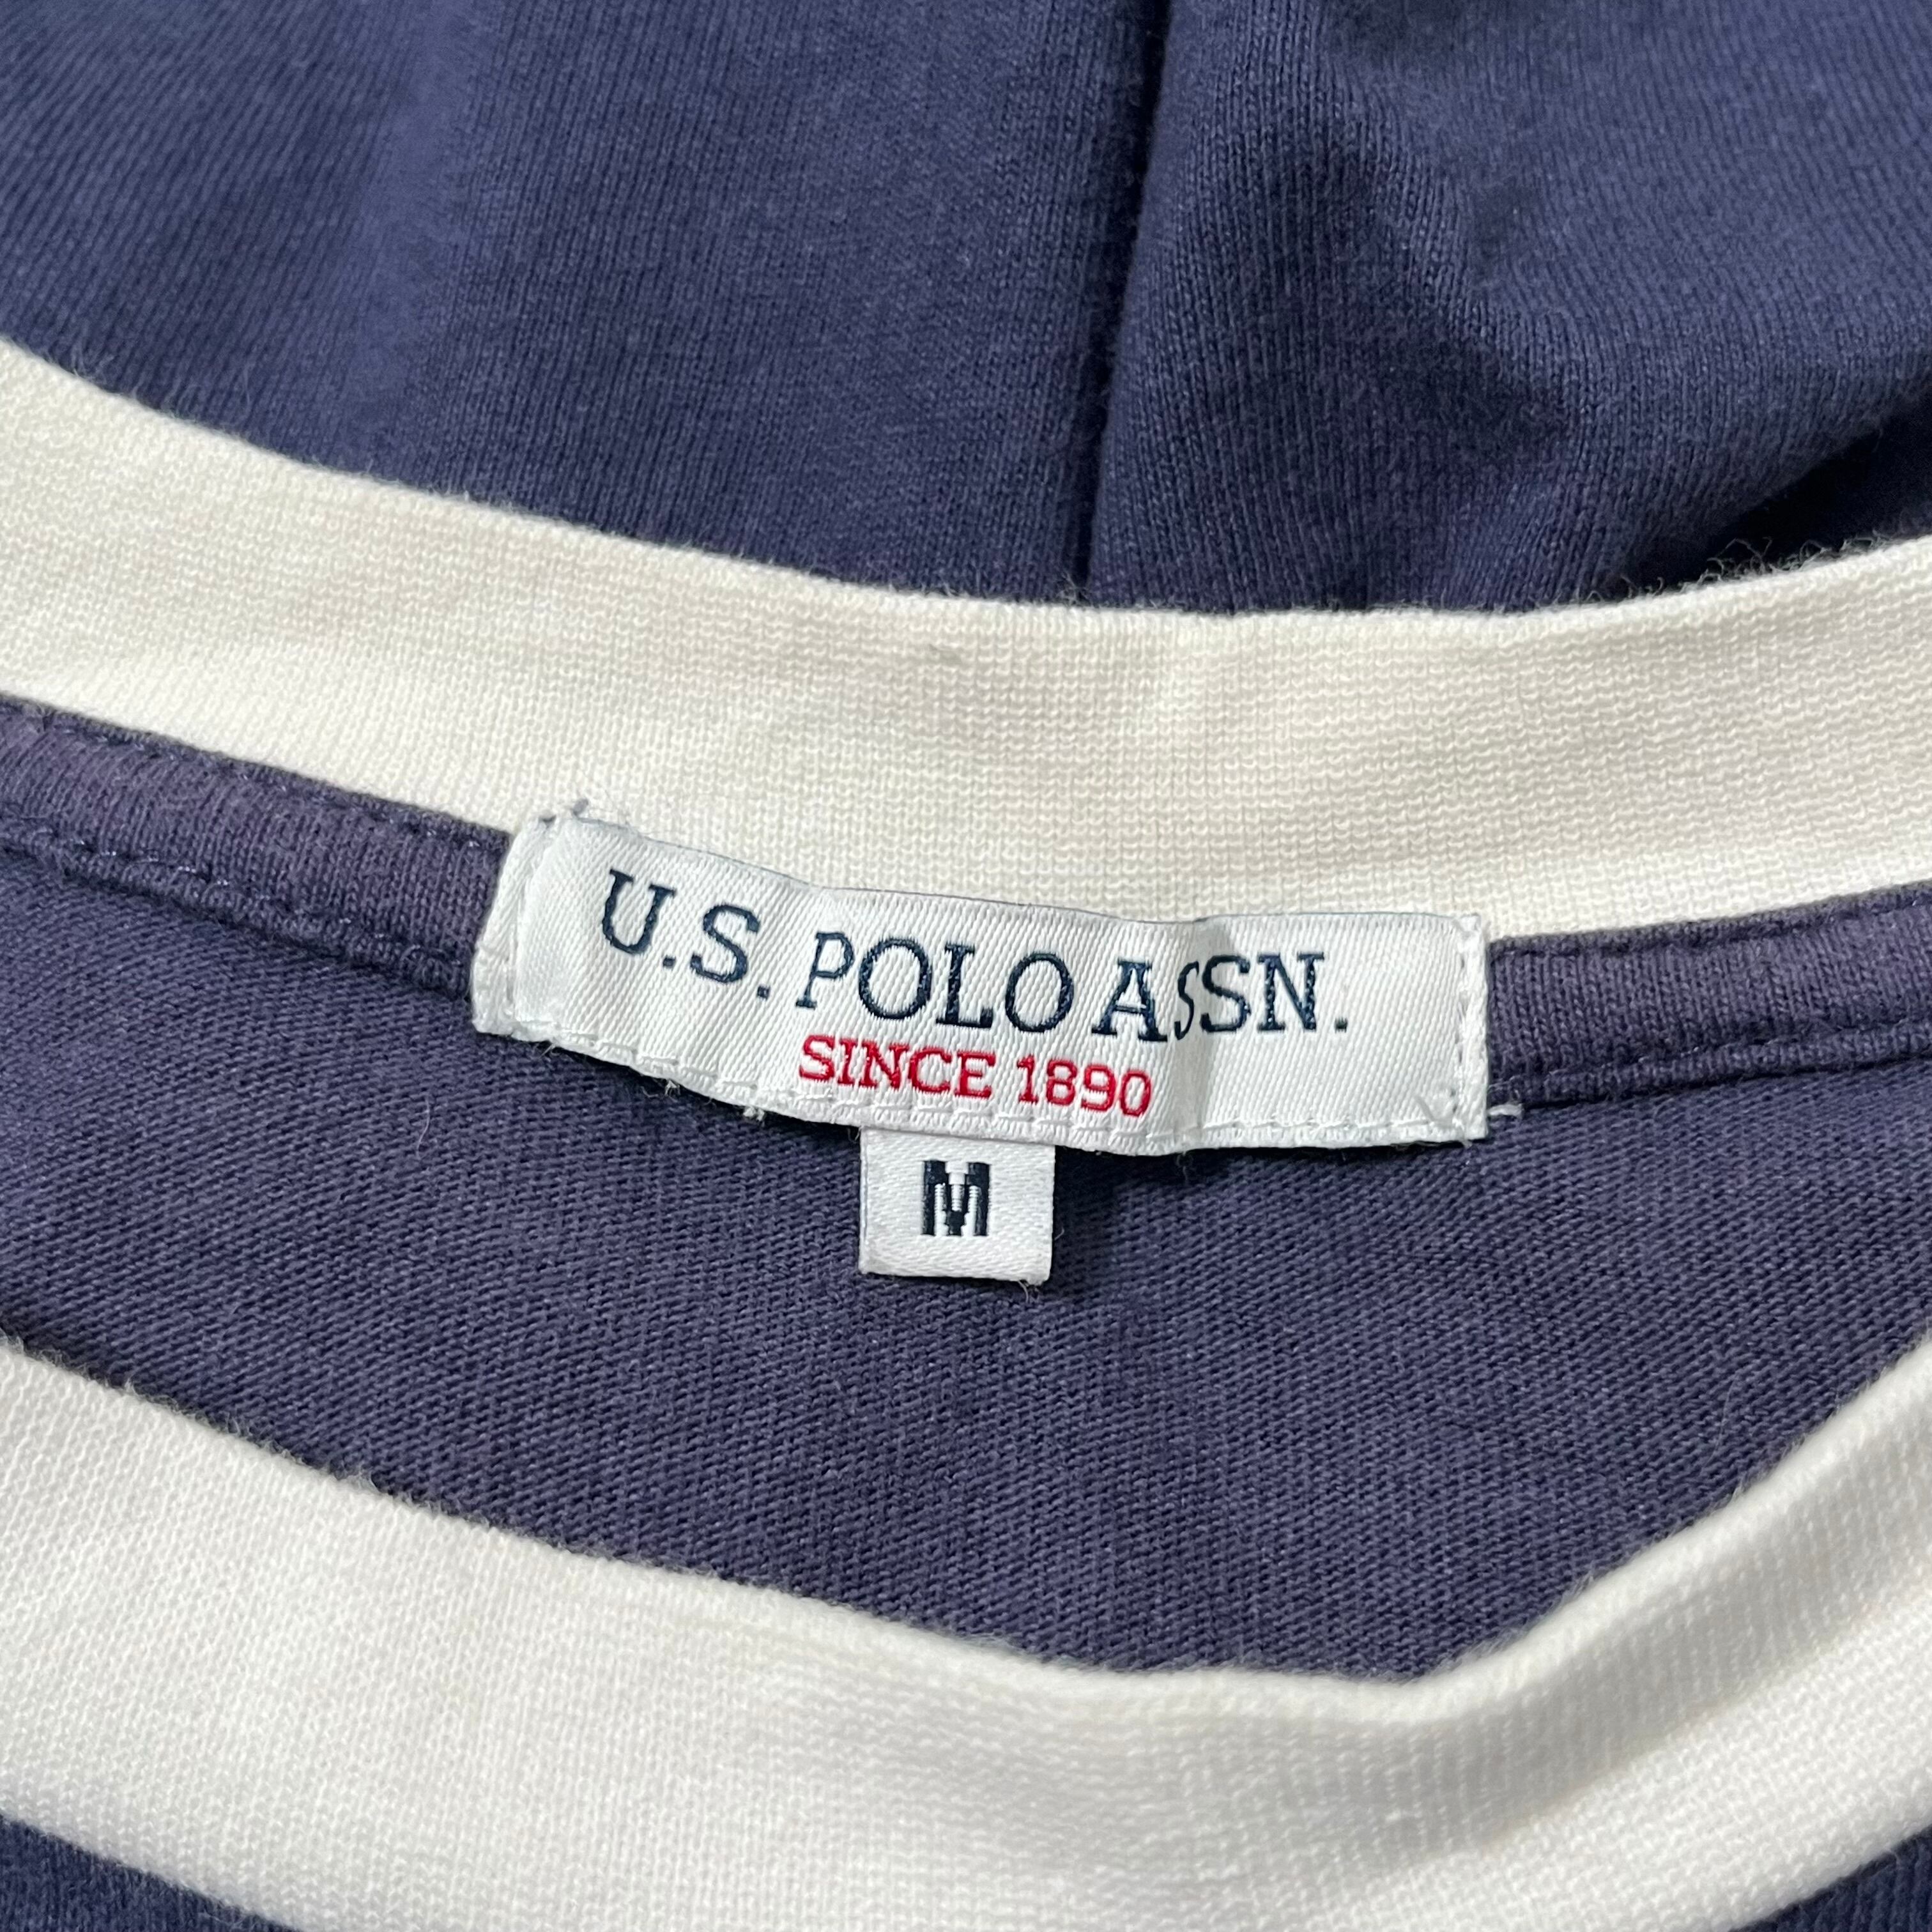 U.S. POLO ASSN.
SINCE 1890
M